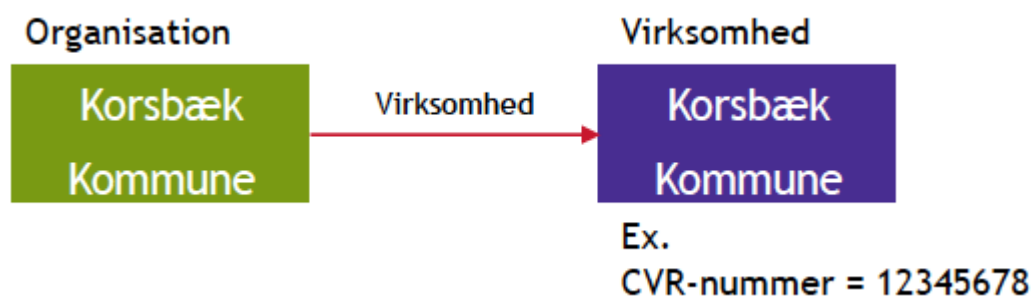 Organisation
Korsbæk
Kommune
Virksomhed
Virksomhed
Korsbæk
Kommune
Ex.
CVR-nummer = 12345678